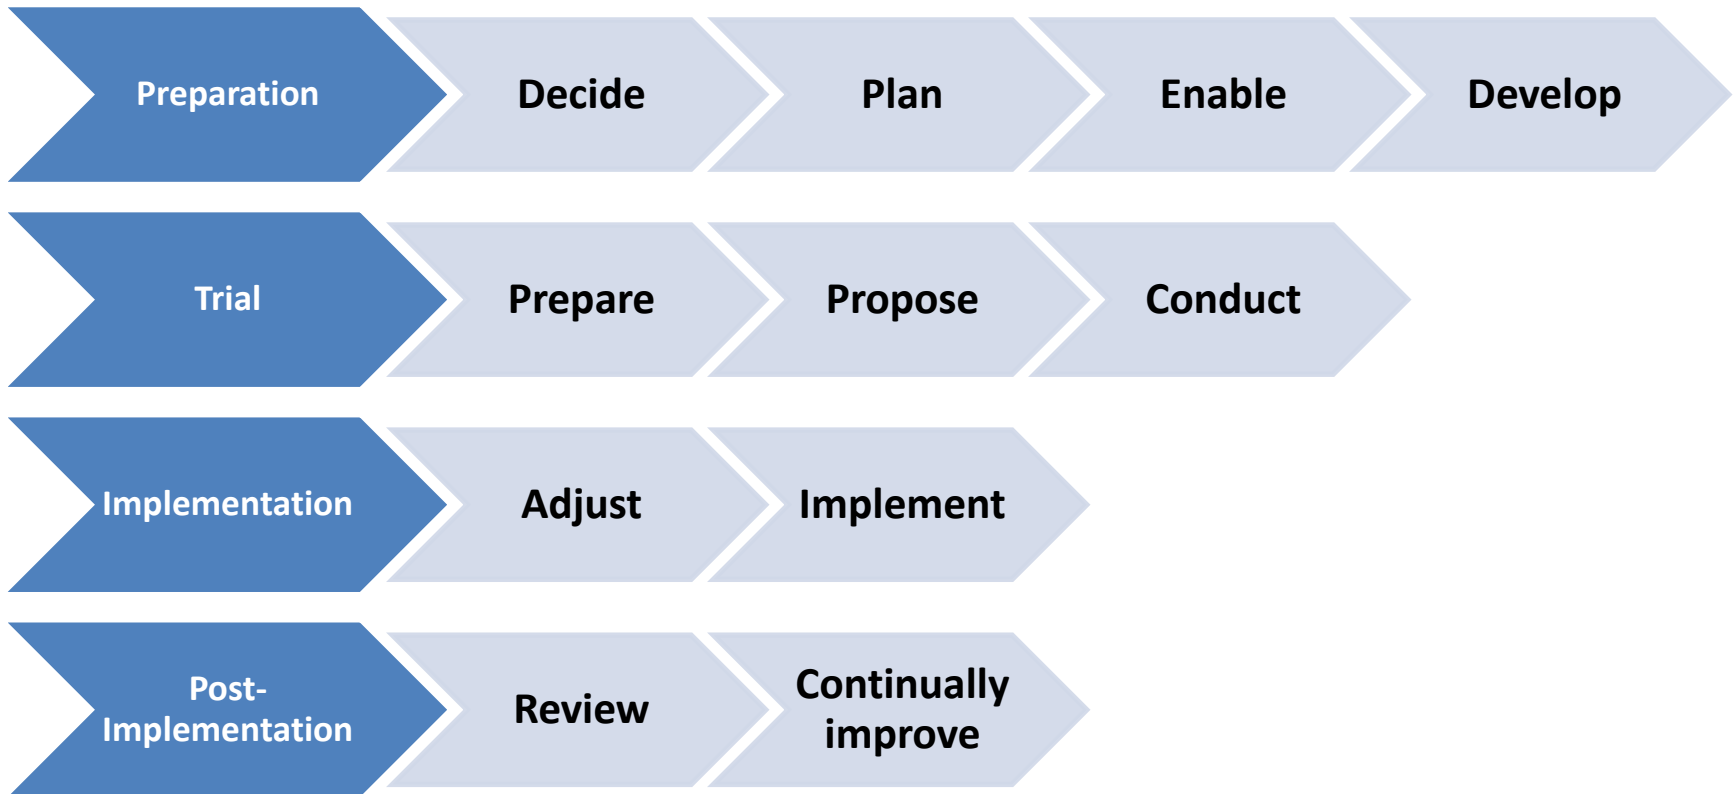 Preparation
Decide
Plan
Enable
Develop
Trial
Prepare
Propose
Conduct
Implementation
Adjust
Implement
Post-
Implementation
Review
Continually
improve